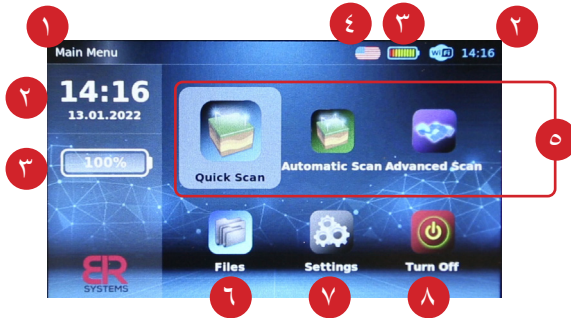 ١
٤
٣
٢
Main Menu
WiFi
14:16
٢
14:16
13.01.2022
٣
100%
٥
Quick Scan
Automatic Scan
Advanced Scan
Files
Settings
Turn Off
ER
SYSTEMS
٦
٧
٨